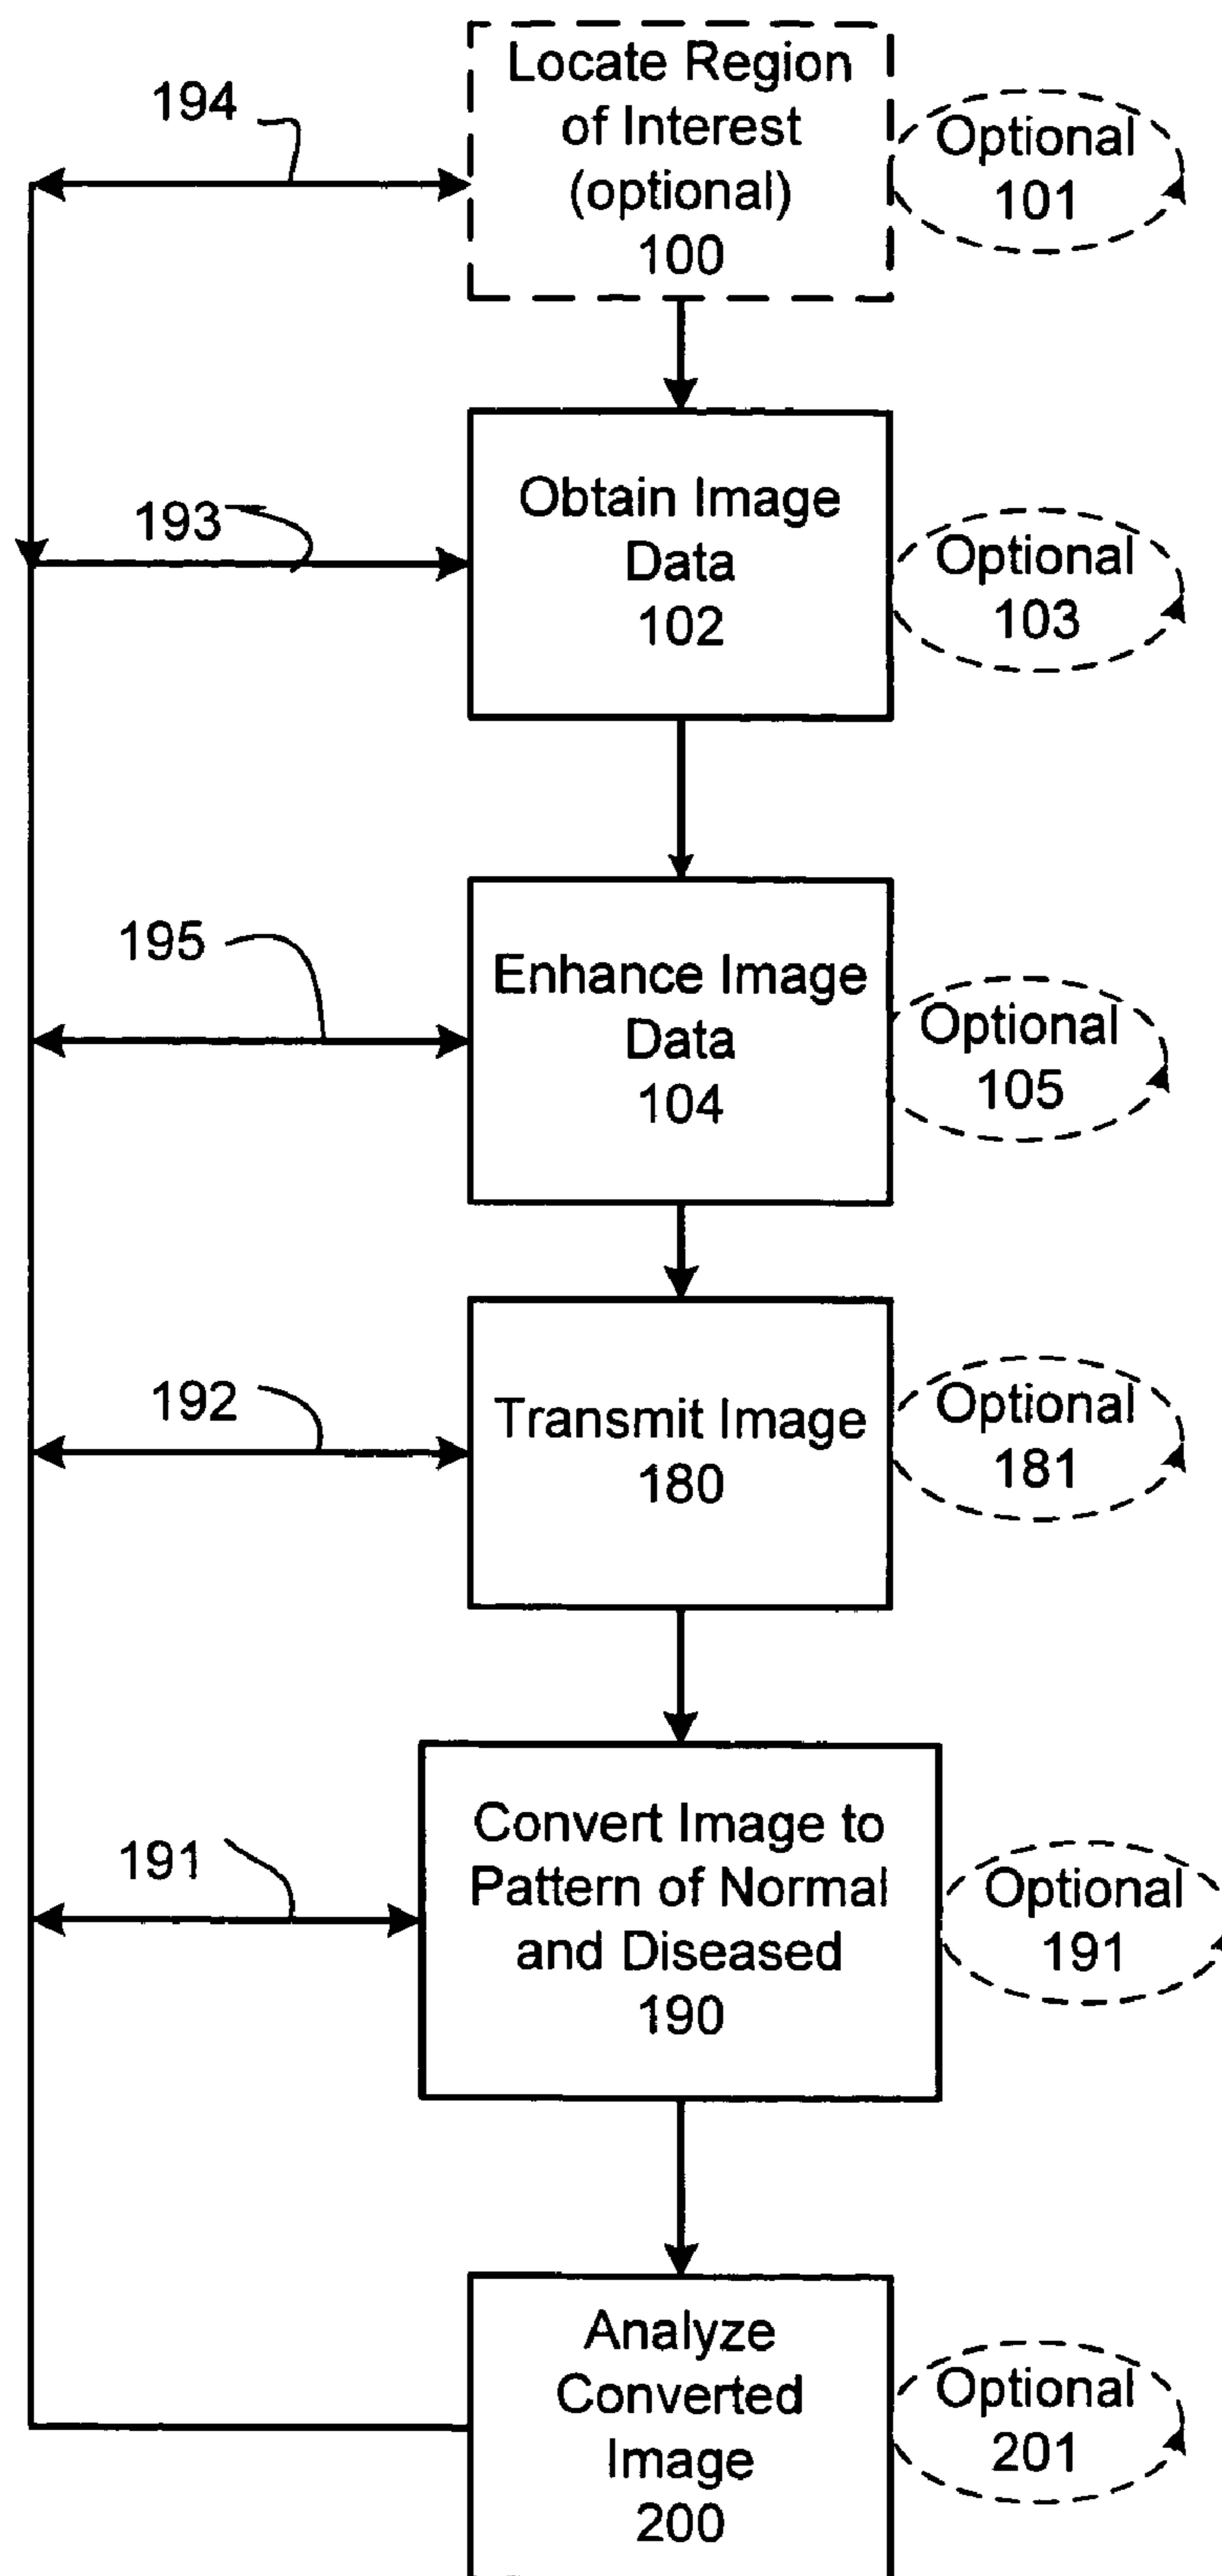 Locate Region
of Interest
(optional)
100
Optional
101
194
Obtain Image
Data
102
Optional
103
193
Enhance Image
Data
104
Optional
105
195
Transmit Image
180
Optional
181
192
Convert Image to
Pattern of Normal
and Diseased
190
Optional
191
191
Analyze
Converted
Image
200
Optional
201